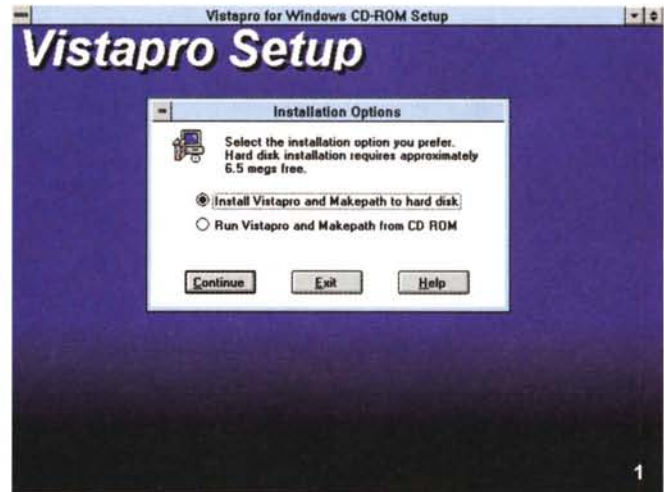 Vistapro for Windows CD-ROM Setup
Vistapro Setup
Installation Options
Select the installation option you prefer.
Hard disk installation requires approximately
6.5 megs free.
Install Vistapro and Makepath to hard disk
Run Vistapro and Makepath from CD ROM
Continue Exit Help
1